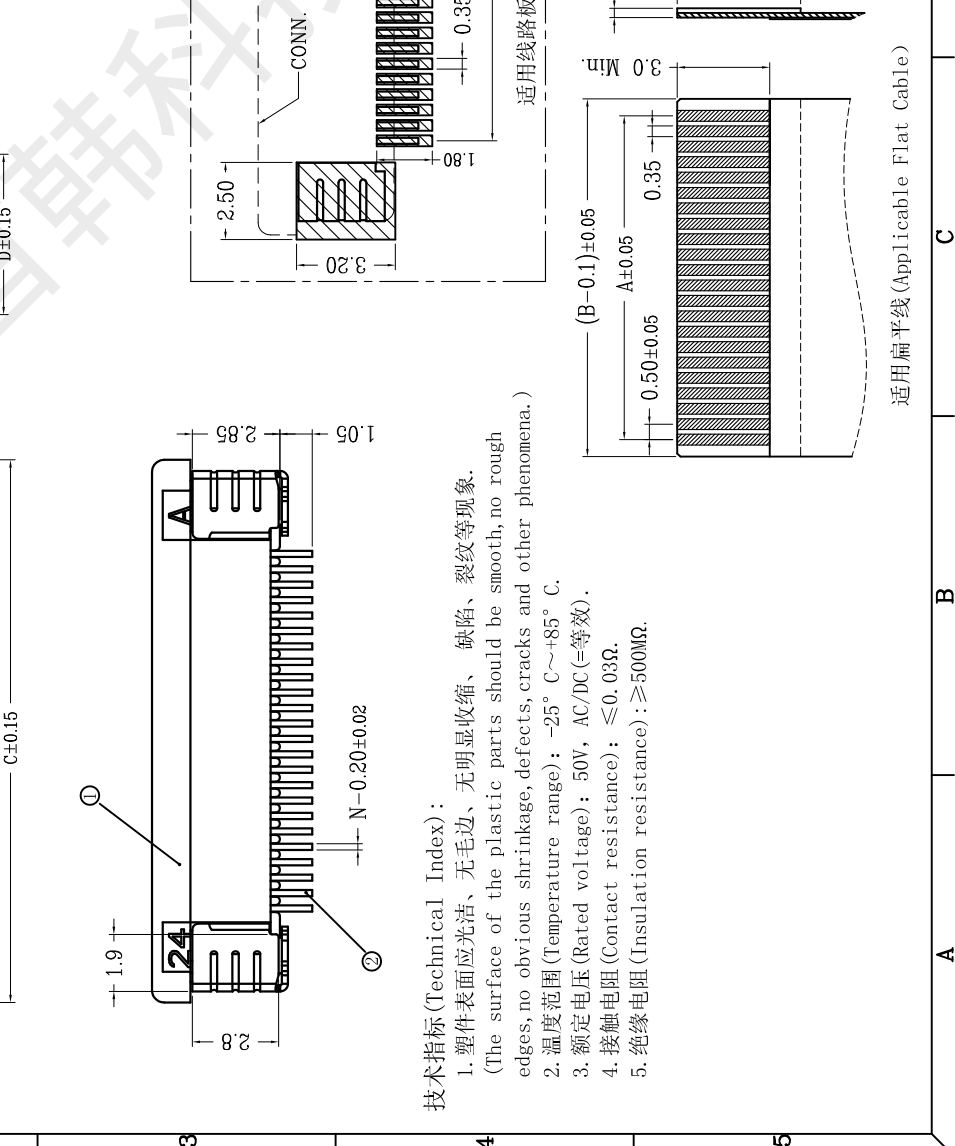 技术指标(Technical Index):
1. 塑件表面应光洁、无毛边、无明显收缩、 缺陷、裂纹等现象.
(The surface of the plastic parts should be smooth,no rough
edges,no obvious shrinkage,defects,cracks and other phenomena.)
2. 温度范围(Temperature range): -25° C～+85° C.
3. 额定电压(Rated voltage): 50V, AC/DC(=等效).
4. 接触电阻(Contact resistance): ≤0.03Ω.
5. 绝缘电阻(Insulation resistance):≥500MΩ.
C±0.15
D±0.15
①
24
A
1.9
2.8
2.85
1.05
N-0.20±0.02
②
CONN.
2.50
3.20
1.80
0.35
适用线路板
3.0 Min.
(B-0.1)±0.05
A±0.05
0.50±0.05
0.35
适用扁平线(Applicable Flat Cable)
A
B
C
3
4
5
韩科